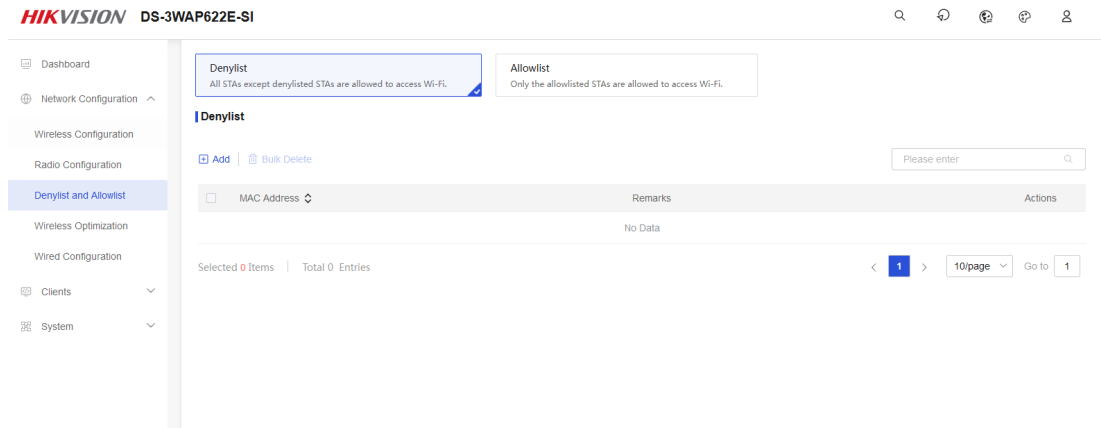 HIKVISION DS-3WAP622E-SI
Dashboard
Network Configuration
Wireless Configuration
Radio Configuration
Denylist and Allowlist
Wireless Optimization
Wired Configuration
Clients
System
Denylist
All STAs except denylisted STAs are allowed to access Wi-Fi.
Allowlist
Only the allowlisted STAs are allowed to access Wi-Fi.
Denylist
Add Bulk Delete Please enter
MAC Address Remarks Actions
No Data
Selected 0 Items Total 0 Entries < 1 > 10/page Go to 1